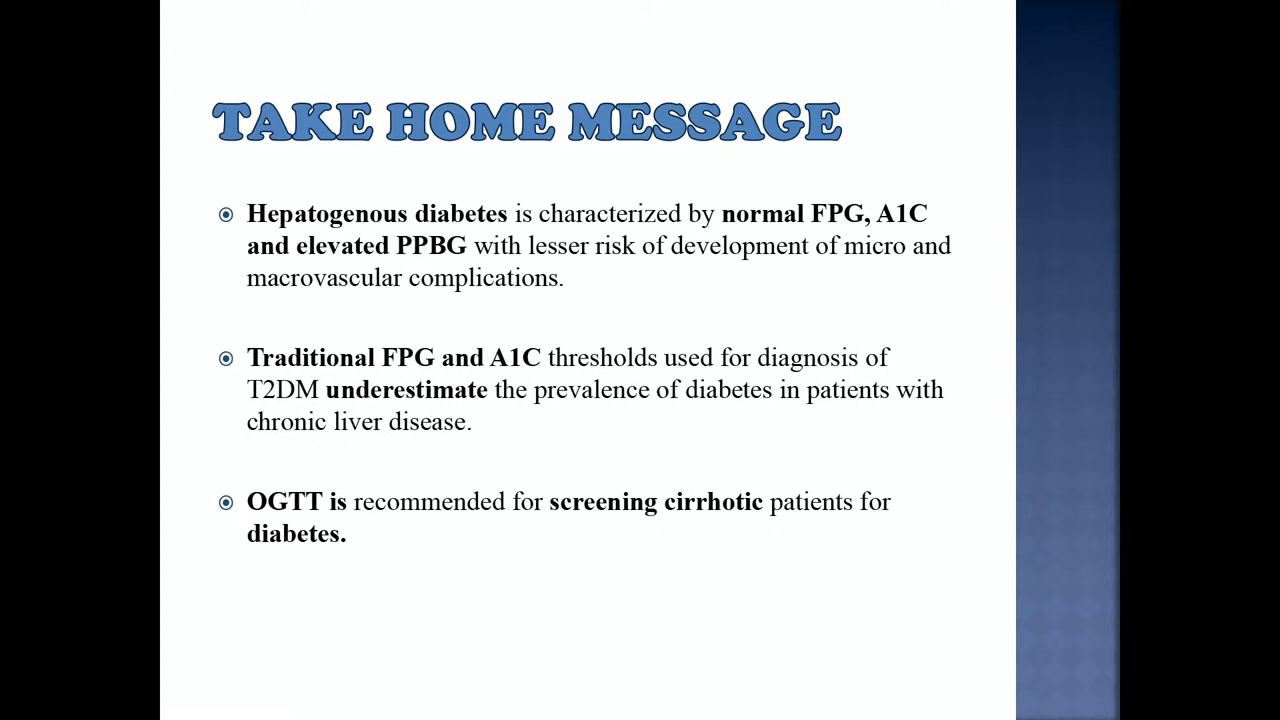 TAKE HOME MESSAGE
Hepatogenous diabetes is characterized by normal FPG, A1C
and elevated PPBG with lesser risk of development of micro and
macrovascular complications.
Traditional FPG and A1C thresholds used for diagnosis of
T2DM underestimate the prevalence of diabetes in patients with
chronic liver disease.
OGTT is recommended for screening cirrhotic patients for
diabetes.